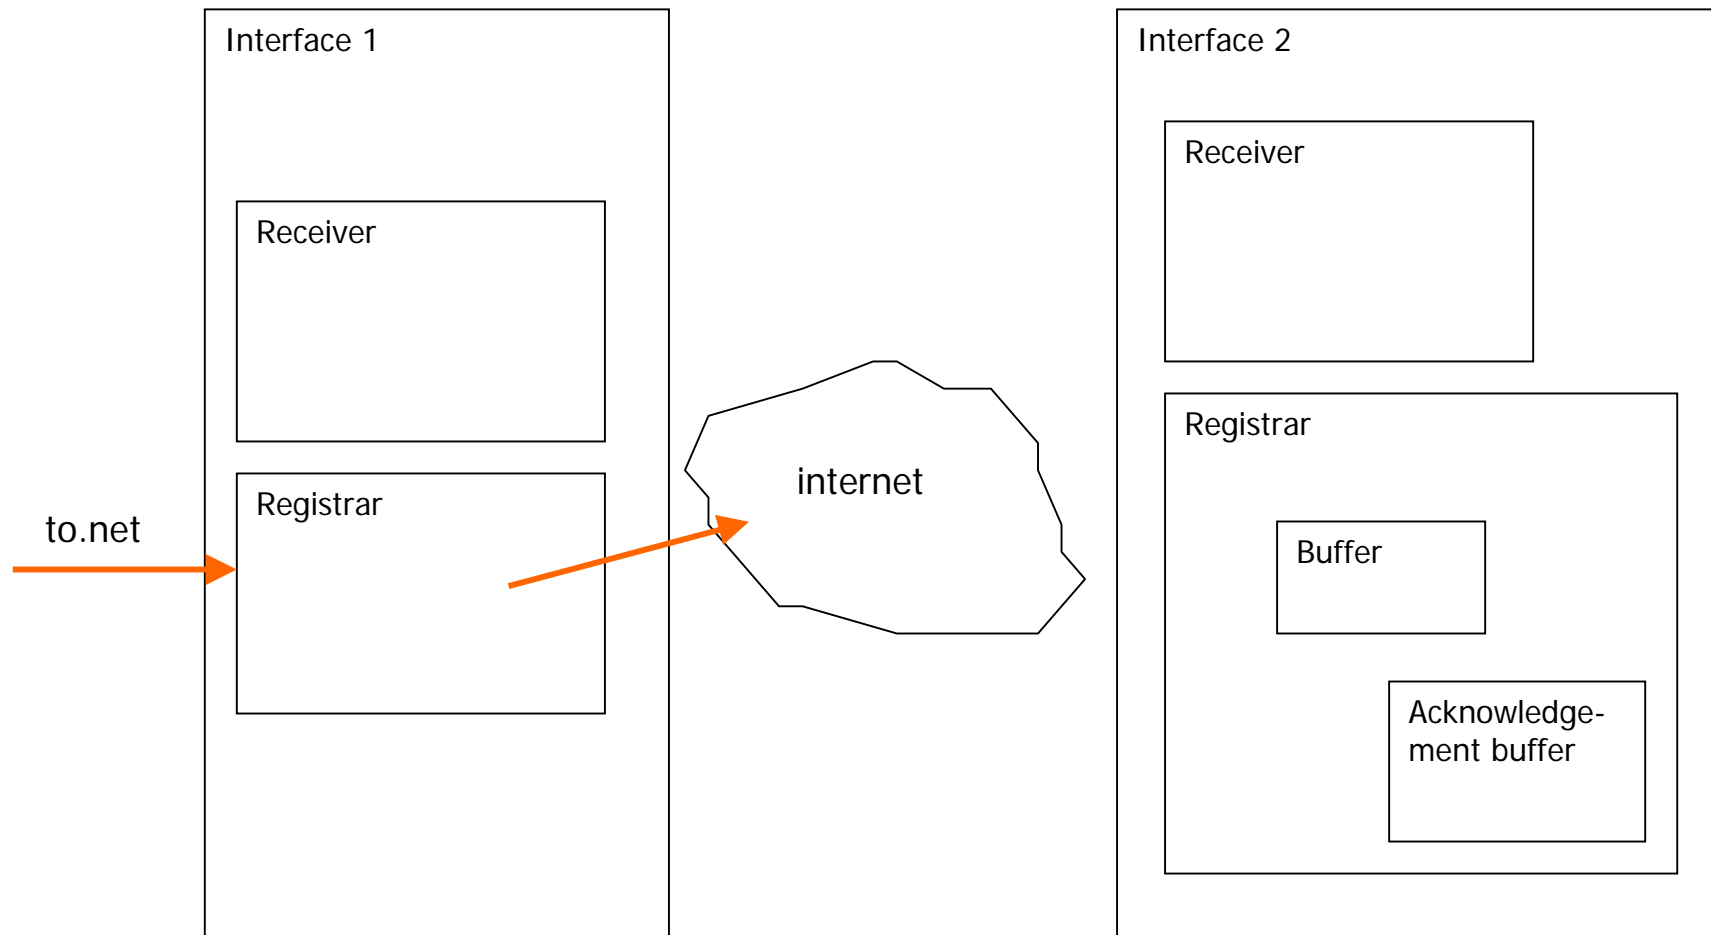 Interface 1
Receiver
Registrar
to.net
internet
Interface 2
Receiver
Registrar
Buffer
Acknowledge-
ment buffer